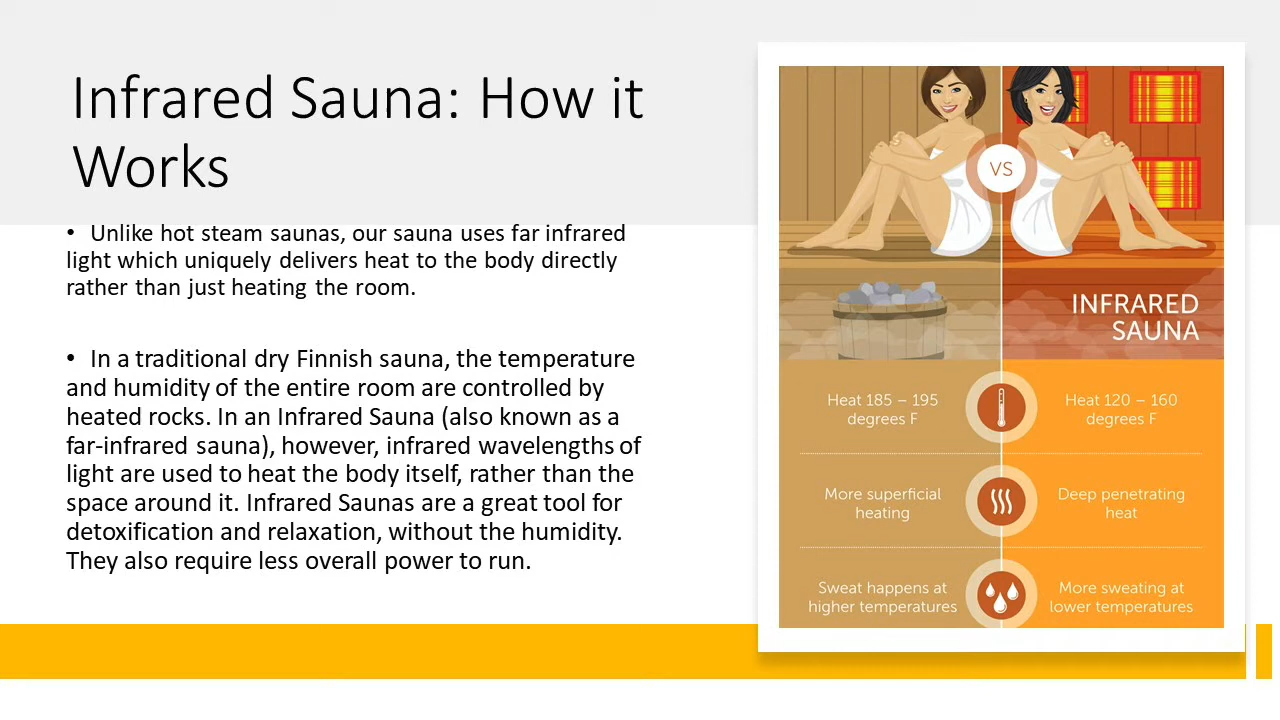 Infrared Sauna: How it
Works
• Unlike hot steam saunas, our sauna uses far infrared
light which uniquely delivers heat to the body directly
rather than just heating the room.
• In a traditional dry Finnish sauna, the temperature
and humidity of the entire room are controlled by
heated rocks. In an Infrared Sauna (also known as a
far-infrared sauna), however, infrared wavelengths of
light are used to heat the body itself, rather than the
space around it. Infrared Saunas are a great tool for
detoxification and relaxation, without the humidity.
They also require less overall power to run.
VS
INFRARED
SAUNA
Heat 185 – 195
degrees F
Heat 120 – 160
degrees F
More superficial
heating
Deep penetrating
heat
Sweat happens at
higher temperatures
More sweating at
lower temperatures